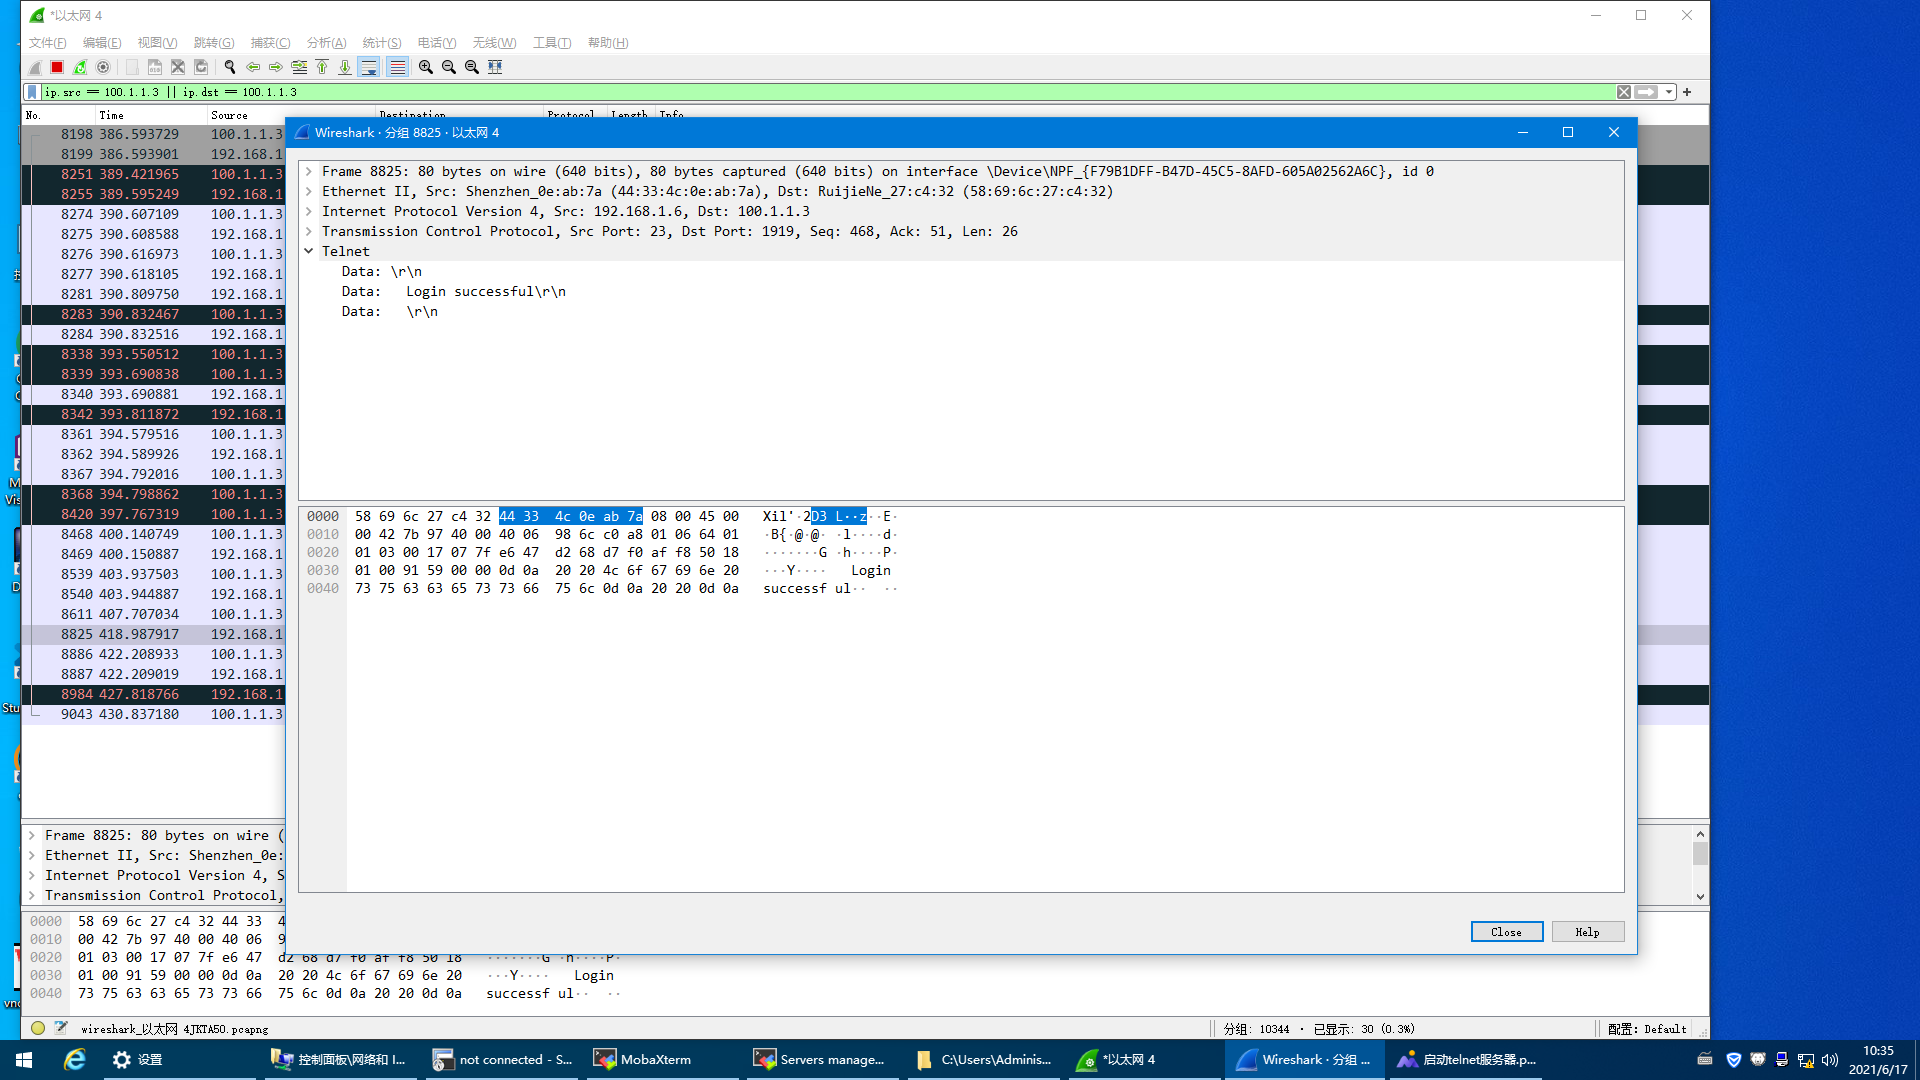 *以太网 4
文件(F) 编辑(E) 视图(V) 跳转(G) 捕获(C) 分析(A) 统计(S) 电话(Y) 无线(W) 工具(T) 帮助(H)
ip.src == 100.1.1.3 || ip.dst == 100.1.1.3
No. Time Source Destination Protocol Length Info
8198 386.593729 100.1.1.3
8199 386.593901 192.168.1
8251 389.421965 100.1.1.3
8255 389.595249 192.168.1
8274 390.607109 100.1.1.3
8275 390.608588 192.168.1
8276 390.616973 100.1.1.3
8277 390.618105 192.168.1
8281 390.809750 192.168.1
8283 390.832467 100.1.1.3
8284 390.832516 192.168.1
8338 393.550512 100.1.1.3
8339 393.690838 100.1.1.3
8340 393.690881 192.168.1
8342 393.811872 192.168.1
8361 394.579516 100.1.1.3
8362 394.589926 192.168.1
8367 394.792016 100.1.1.3
8368 394.798862 100.1.1.3
8420 397.767319 100.1.1.3
8468 400.140749 100.1.1.3
8469 400.150887 192.168.1
8539 403.937503 100.1.1.3
8540 403.944887 192.168.1
8611 407.707034 100.1.1.3
8825 418.987917 192.168.1
8886 422.208933 100.1.1.3
8887 422.209019 192.168.1
8984 427.818766 192.168.1
9043 430.837180 100.1.1.3
Wireshark · 分组 8825 · 以太网 4
Frame 8825: 80 bytes on wire (640 bits), 80 bytes captured (640 bits) on interface \Device\NPF_{F79B1DFF-B47D-45C5-8AFD-605A02562A6C}, id 0
Ethernet II, Src: Shenzhen_0e:ab:7a (44:33:4c:0e:ab:7a), Dst: RuijieNe_27:c4:32 (58:69:6c:27:c4:32)
Internet Protocol Version 4, Src: 192.168.1.6, Dst: 100.1.1.3
Transmission Control Protocol, Src Port: 23, Dst Port: 1919, Seq: 468, Ack: 51, Len: 26
Telnet
Data: \r\n
Data:   Login successful\r\n
Data:   \r\n
0000 58 69 6c 27 c4 32 44 33 4c 0e ab 7a 08 00 45 00 Xil'·2D3 L··z··E·
0010 00 42 7b 97 40 00 40 06 98 6c c0 a8 01 06 64 01 ·B{·@·@· ·l····d·
0020 01 03 00 17 07 7f e6 47 d2 68 d7 f0 af f8 50 18 ·······G ·h····P·
0030 01 00 91 59 00 00 0d 0a 20 20 4c 6f 67 69 6e 20 ···Y····   Login
0040 73 75 63 63 65 73 73 66 75 6c 0d 0a 20 20 0d 0a successf ul··  ··
Close Help
Frame 8825: 80 bytes on wire (
Ethernet II, Src: Shenzhen_0e:
Internet Protocol Version 4, S
Transmission Control Protocol,
0000 58 69 6c 27 c4 32 44 33 4
0010 00 42 7b 97 40 00 40 06 9
0020 01 03 00 17 07 7f e6 47 d2 68 d7 f0 af f8 50 18 ·······G ·h····P·
0030 01 00 91 59 00 00 0d 0a 20 20 4c 6f 67 69 6e 20 ···Y····   Login
0040 73 75 63 63 65 73 73 66 75 6c 0d 0a 20 20 0d 0a successf ul··  ··
wireshark_以太网 4JKTA50.pcapng 分组: 10344 · 已显示: 30 (0.3%) 配置: Default
设置 控制面板\网络和 I... not connected - S... MobaXterm Servers manage... C:\Users\Adminis... *以太网 4 Wireshark · 分组 ... 启动telnet服务器.p...
10:35
2021/6/17